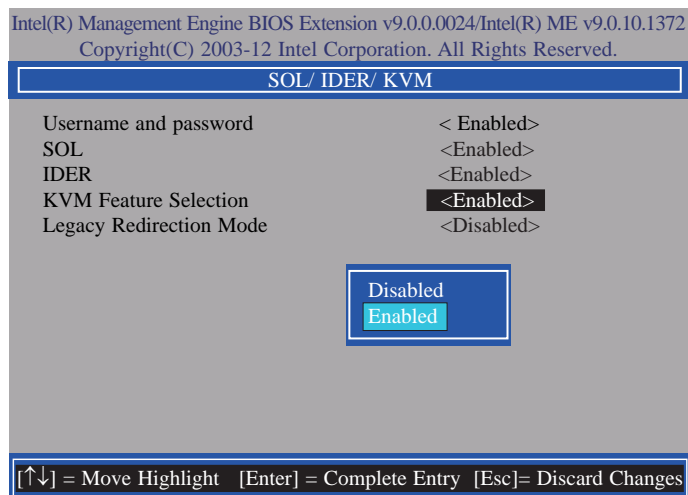 Intel(R) Management Engine BIOS Extension v9.0.0.0024/Intel(R) ME v9.0.10.1372
Copyright(C) 2003-12 Intel Corporation. All Rights Reserved.
SOL/ IDER/ KVM
Username and password < Enabled>
SOL <Enabled>
IDER <Enabled>
KVM Feature Selection <Enabled>
Legacy Redirection Mode <Disabled>
Disabled
Enabled
[↑↓] = Move Highlight [Enter] = Complete Entry [Esc]= Discard Changes